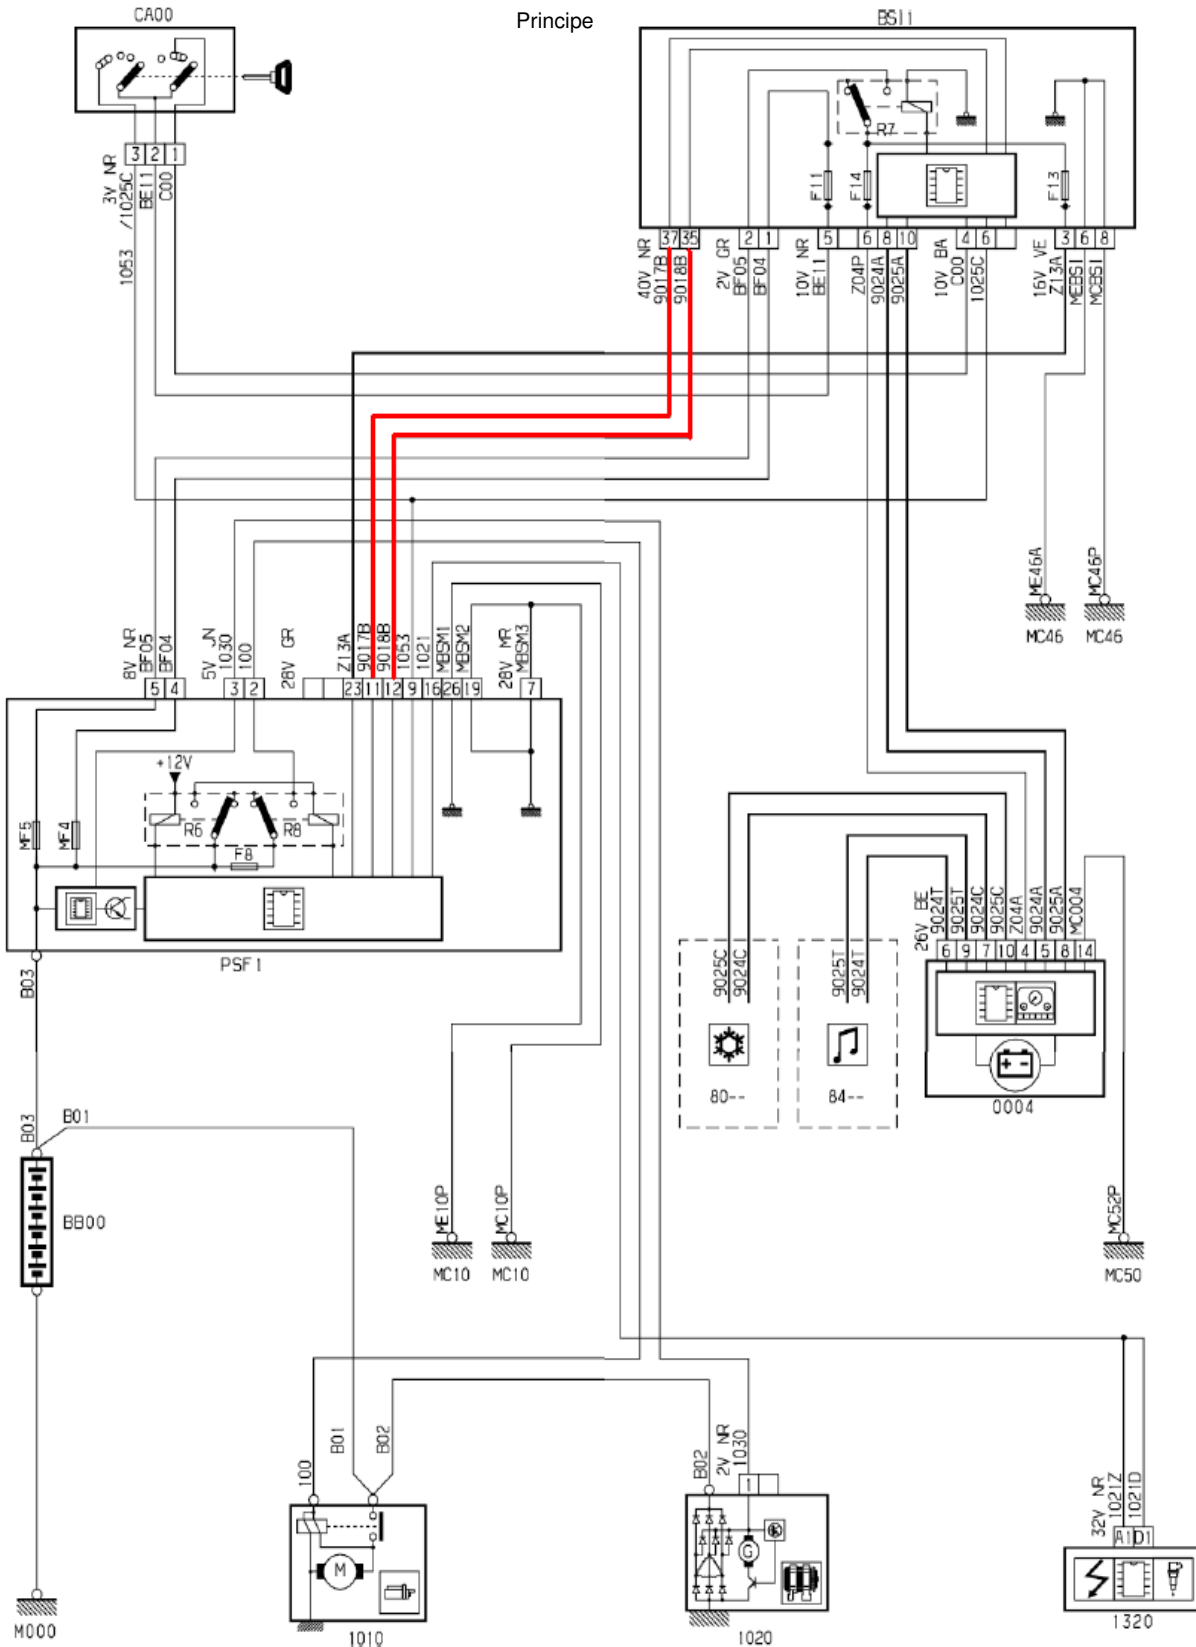 CA00
Principe
BSI1
R7
F11
F14
F13
3 2 1
3V NR
1053 /1025C
BE11
C00
37 35
2 1
5
6 8 10
4 6
3 6 8
40V NR
9017B
9018B
2V GR
BF05
BF04
10V NR
BE11
Z04P
9024A
9025A
10V BA
C00
1025C
16V VE
Z13A
MEBSI
MCBSI
ME46A
MC46P
MC46
MC46
8V NR
BF05
BF04
5V JN
1030
100
28V GR
Z13A
9017B
9018B
1053
1021
MBSM1
MBSM2
28V MR
MBSM3
5 4
3 2
23 11 12 9 16 26 19
7
+12V
MF5
MF4
R6
R8
F8
PSF1
B03
26V BE
9024T
9025T
9024C
9025C
Z04A
9024A
9025A
MC004
6 9 7 10 4 5 8 14
9025C
9024C
9025T
9024T
80--
84--
+ -
0004
B03
B01
BB00
ME10P
MC10P
MC10
MC10
MC52P
MC50
M000
100
B01
B02
M
1010
B02
2V NR
1030
1
G
1020
32V NR
1021Z
1021D
A1 D1
1320